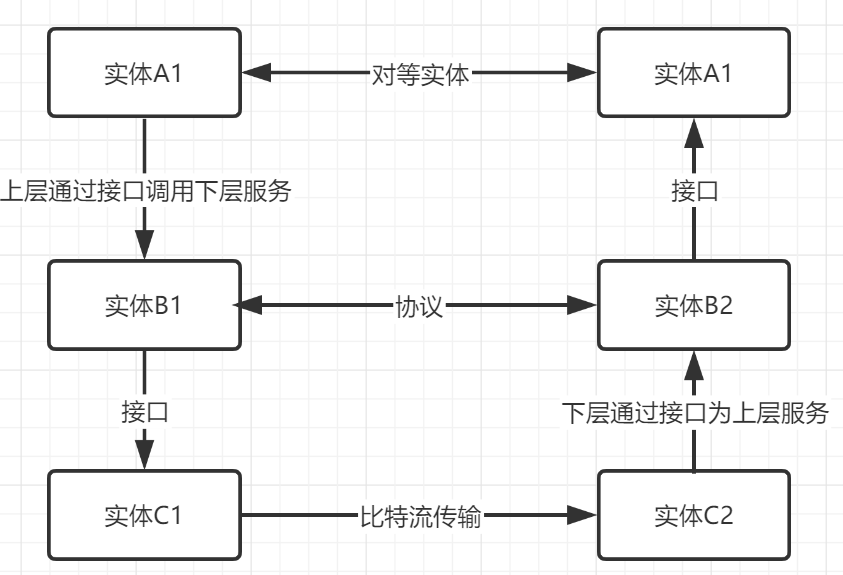 实体A1
对等实体
实体A1
上层通过接口调用下层服务
接口
实体B1
协议
实体B2
接口
下层通过接口为上层服务
实体C1
比特流传输
实体C2